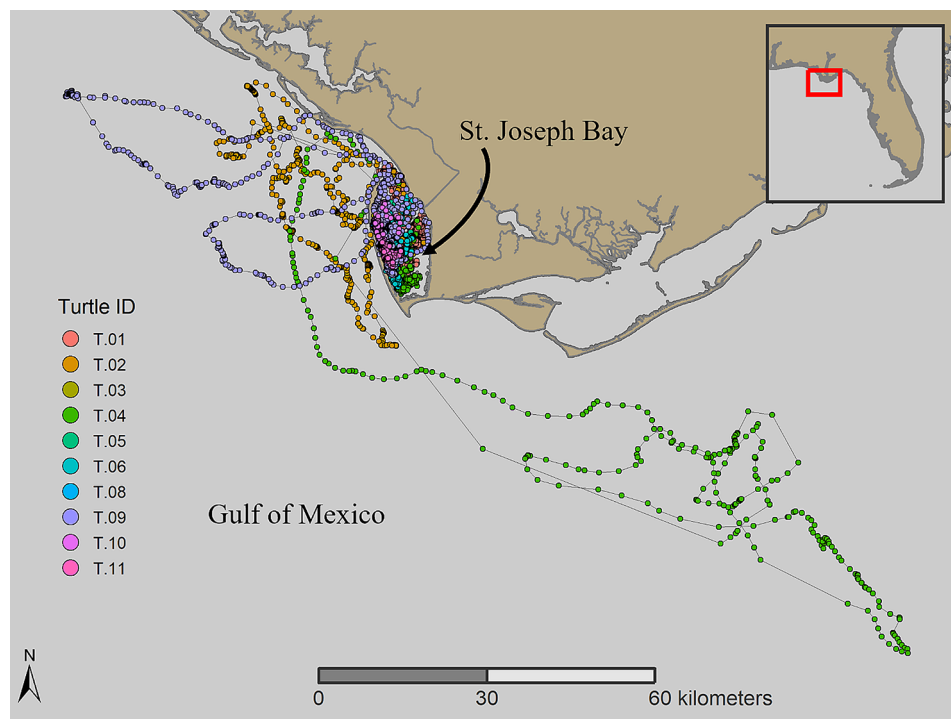 St. Joseph Bay
Turtle ID
T.01
T.02
T.03
T.04
T.05
T.06
T.08
T.09
T.10
T.11
Gulf of Mexico
N
0 30 60 kilometers